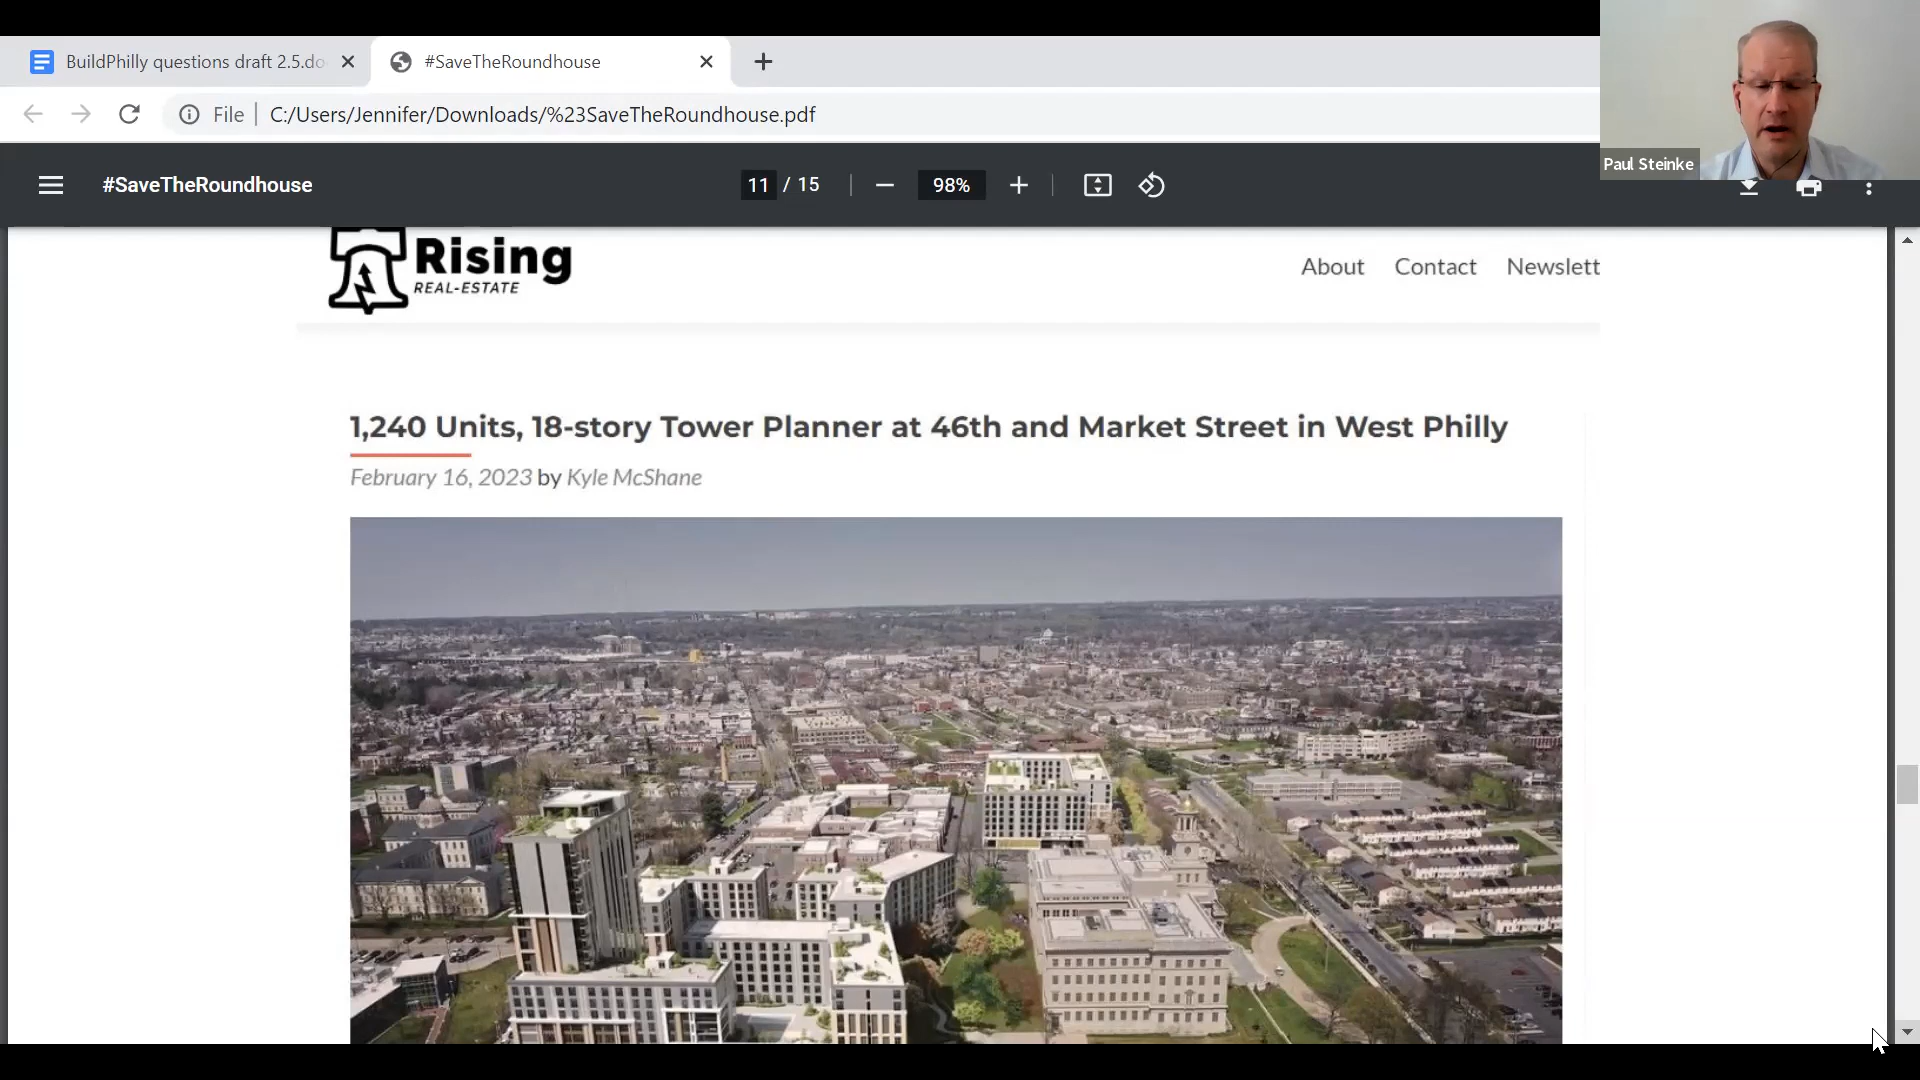 BuildPhilly questions draft 2.5.do
#SaveTheRoundhouse
File
C:/Users/Jennifer/Downloads/%23SaveTheRoundhouse.pdf
Paul Steinke
#SaveTheRoundhouse
11 / 15
98%
Rising
REAL-ESTATE
About
Contact
Newslett
1,240 Units, 18-story Tower Planner at 46th and Market Street in West Philly
February 16, 2023 by Kyle McShane